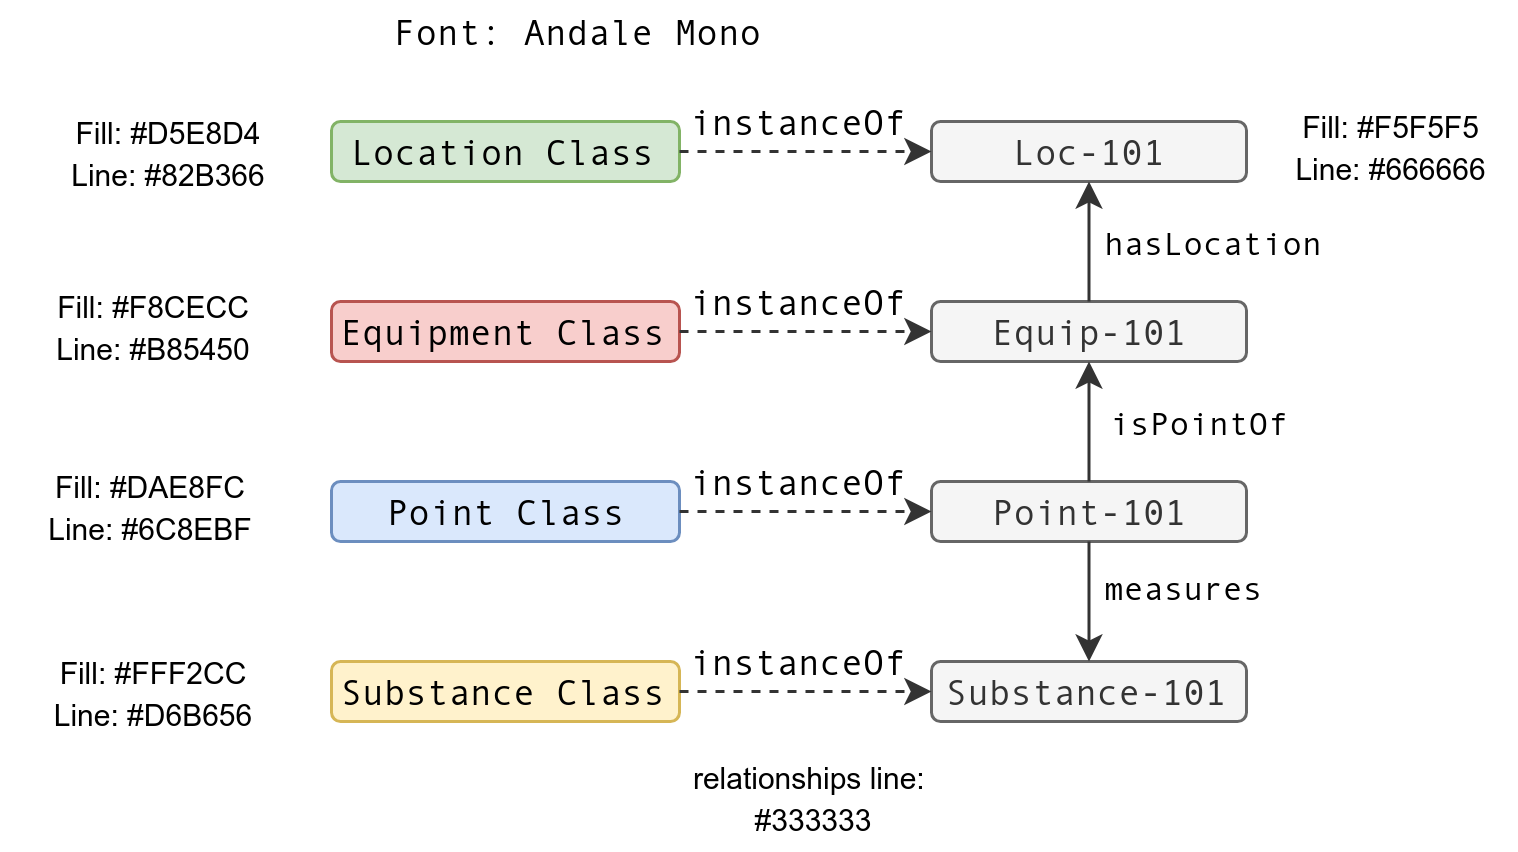 Font: Andale Mono
Fill: #D5E8D4
Line: #82B366
Location Class
instanceOf
Loc-101
Fill: #F5F5F5
Line: #666666
hasLocation
Fill: #F8CECC
Line: #B85450
Equipment Class
instanceOf
Equip-101
isPointOf
Fill: #DAE8FC
Line: #6C8EBF
Point Class
instanceOf
Point-101
measures
Fill: #FFF2CC
Line: #D6B656
Substance Class
instanceOf
Substance-101
relationships line:
#333333